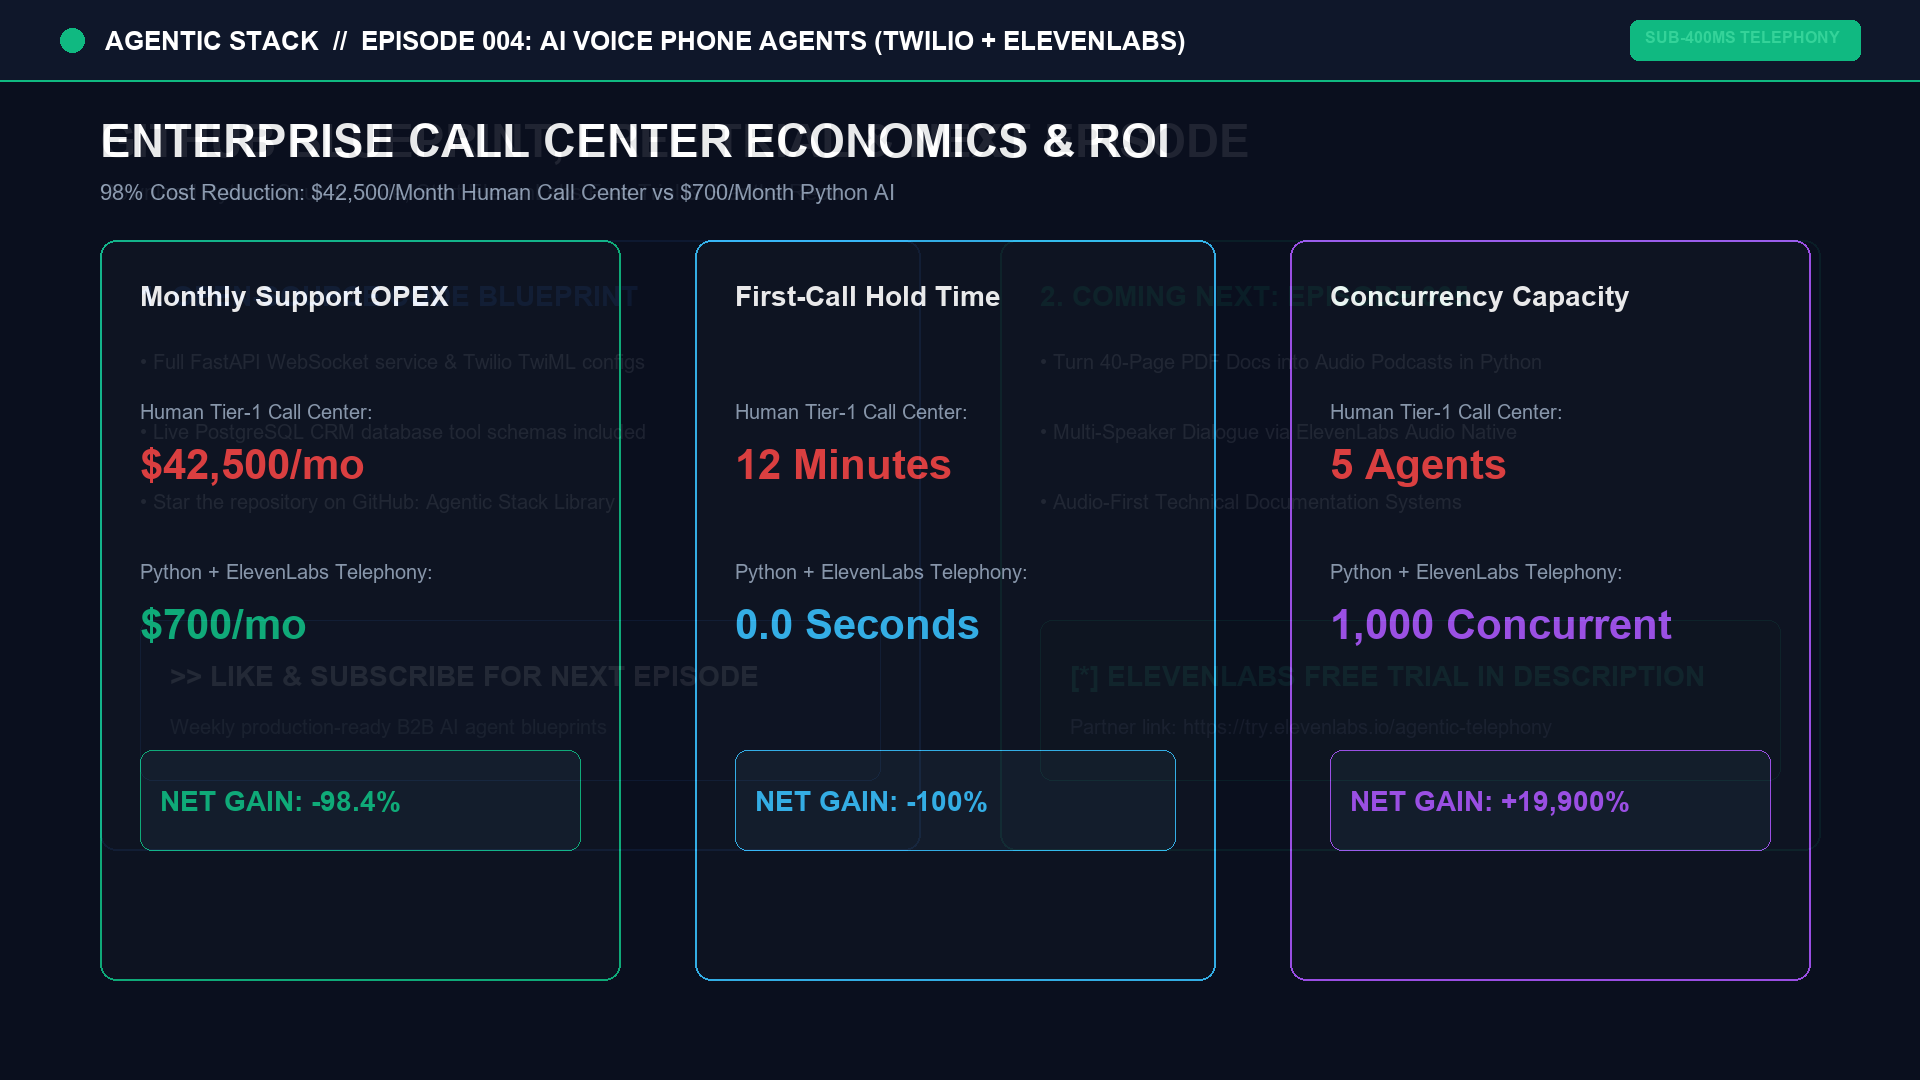 AGENTIC STACK // EPISODE 004: AI VOICE PHONE AGENTS (TWILIO + ELEVENLABS)
SUB-400MS TELEPHONY
ENTERPRISE CALL CENTER ECONOMICS & ROI
EPISODE
98% Cost Reduction: $42,500/Month Human Call Center vs $700/Month Python AI
Monthly Support OPEX
BLUEPRINT
• Full FastAPI WebSocket service & Twilio TwiML configs
Human Tier-1 Call Center:
• Live PostgreSQL CRM database tool schemas included
$42,500/mo
• Star the repository on GitHub: Agentic Stack Library
Python + ElevenLabs Telephony:
$700/mo
>> LIKE & SUBSCRIBE FOR NEXT EPISODE
Weekly production-ready B2B AI agent blueprints
NET GAIN: -98.4%
First-Call Hold Time
Human Tier-1 Call Center:
12 Minutes
Python + ElevenLabs Telephony:
0.0 Seconds
NET GAIN: -100%
2. COMING NEXT:
Concurrency Capacity
• Turn 40-Page PDF Docs into Audio Podcasts in Python
Human Tier-1 Call Center:
• Multi-Speaker Dialogue via ElevenLabs Audio Native
5 Agents
• Audio-First Technical Documentation Systems
Python + ElevenLabs Telephony:
1,000 Concurrent
[*] ELEVENLABS FREE TRIAL IN DESCRIPTION
Partner link: https://try.elevenlabs.io/agentic-telephony
NET GAIN: +19,900%